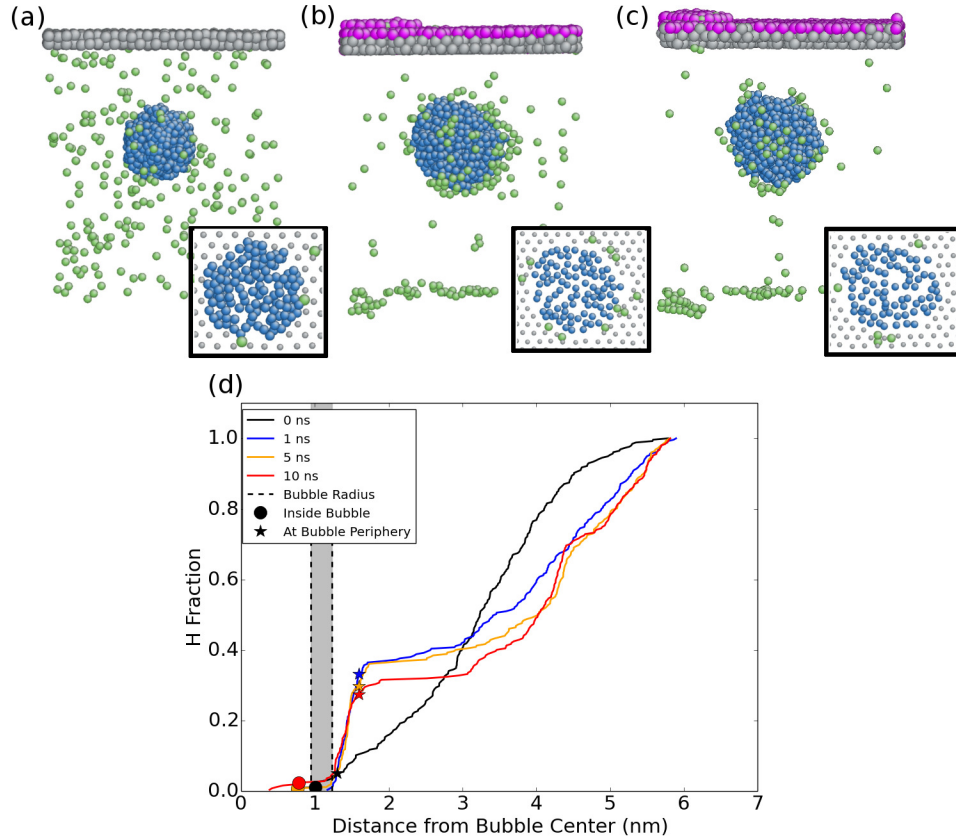 (a)
(b)
(c)
(d)
0 ns
1 ns
5 ns
10 ns
Bubble Radius
Inside Bubble
At Bubble Periphery
1.0
0.8
0.6
0.4
0.2
0.0
H Fraction
0 1 2 3 4 5 6 7
Distance from Bubble Center (nm)